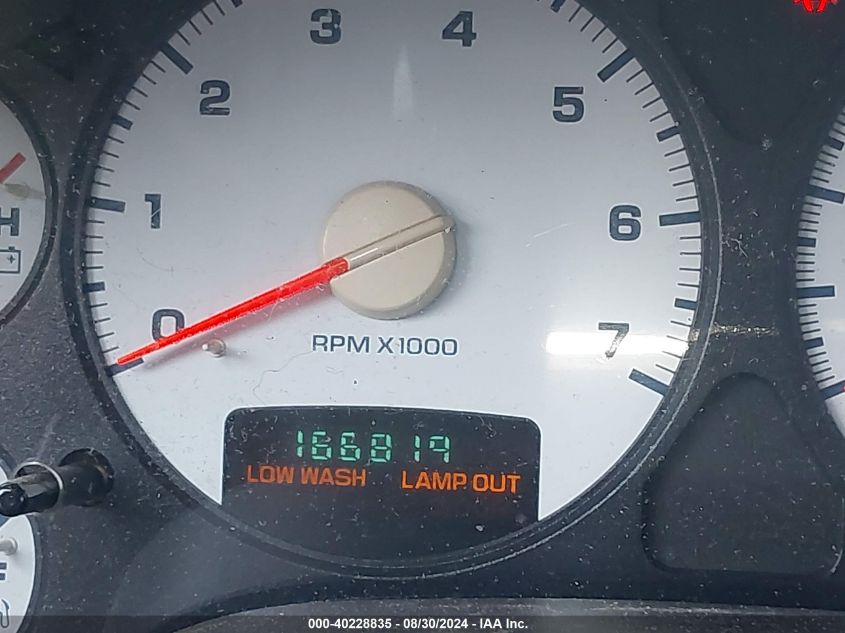 3 4
2 5
1 6
0 7
H
RPM X1000
166819
LOW WASH LAMP OUT
000-40228835 - 08/30/2024 - IAA, Inc.